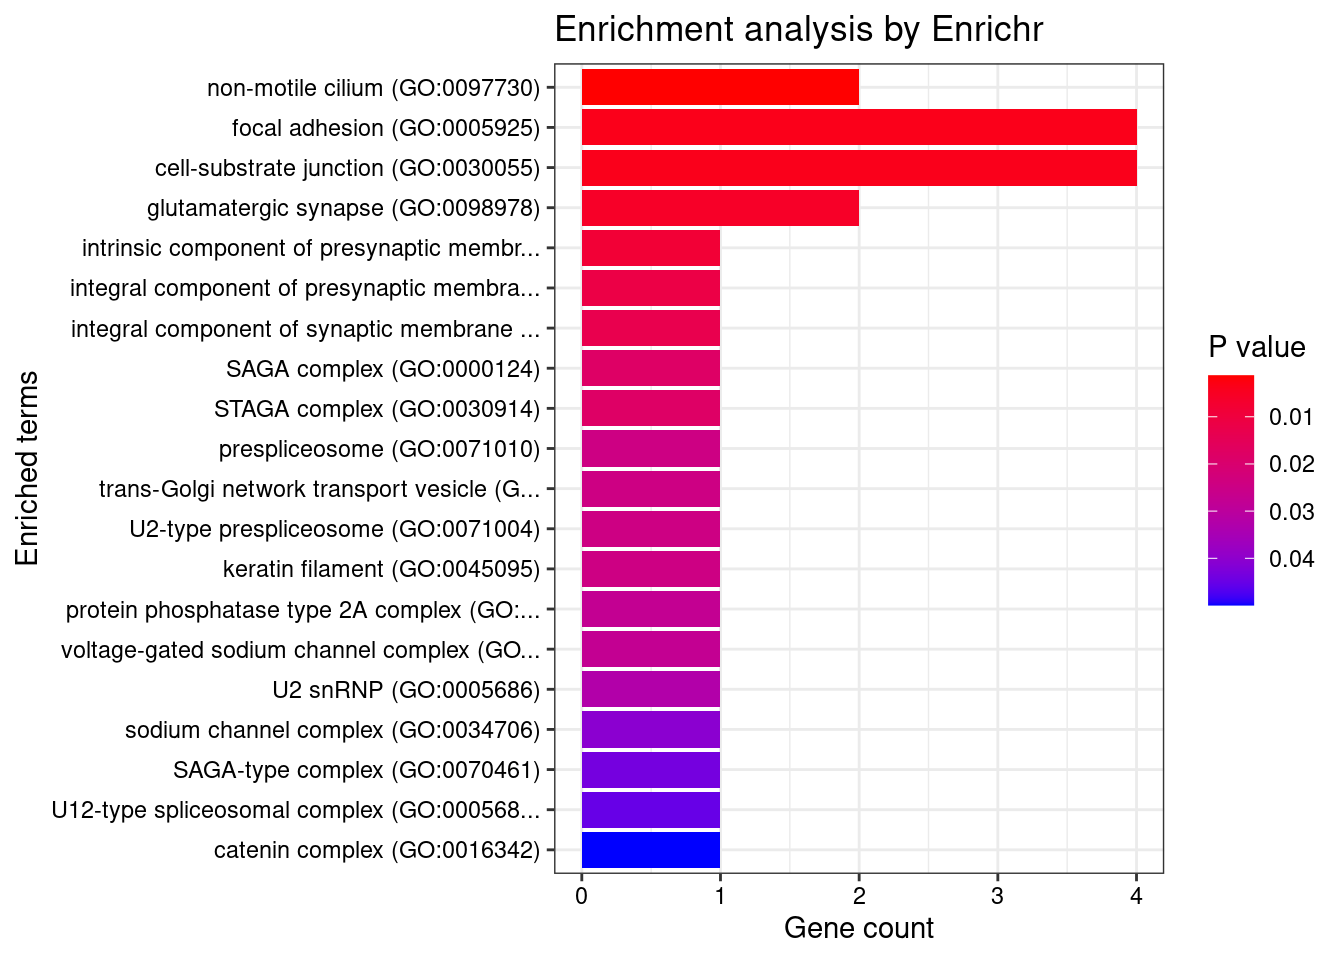 Enrichment analysis by Enrichr
non-motile cilium (GO:0097730)
focal adhesion (GO:0005925)
cell-substrate junction (GO:0030055)
glutamatergic synapse (GO:0098978)
intrinsic component of presynaptic membr...
integral component of presynaptic membra...
integral component of synaptic membrane ...
SAGA complex (GO:0000124)
STAGA complex (GO:0030914)
prespliceosome (GO:0071010)
trans-Golgi network transport vesicle (G...
U2-type prespliceosome (GO:0071004)
keratin filament (GO:0045095)
protein phosphatase type 2A complex (GO:...
voltage-gated sodium channel complex (GO...
U2 snRNP (GO:0005686)
sodium channel complex (GO:0034706)
SAGA-type complex (GO:0070461)
U12-type spliceosomal complex (GO:000568...
catenin complex (GO:0016342)
Enriched terms
0 1 2 3 4
Gene count
P value
0.01
0.02
0.03
0.04